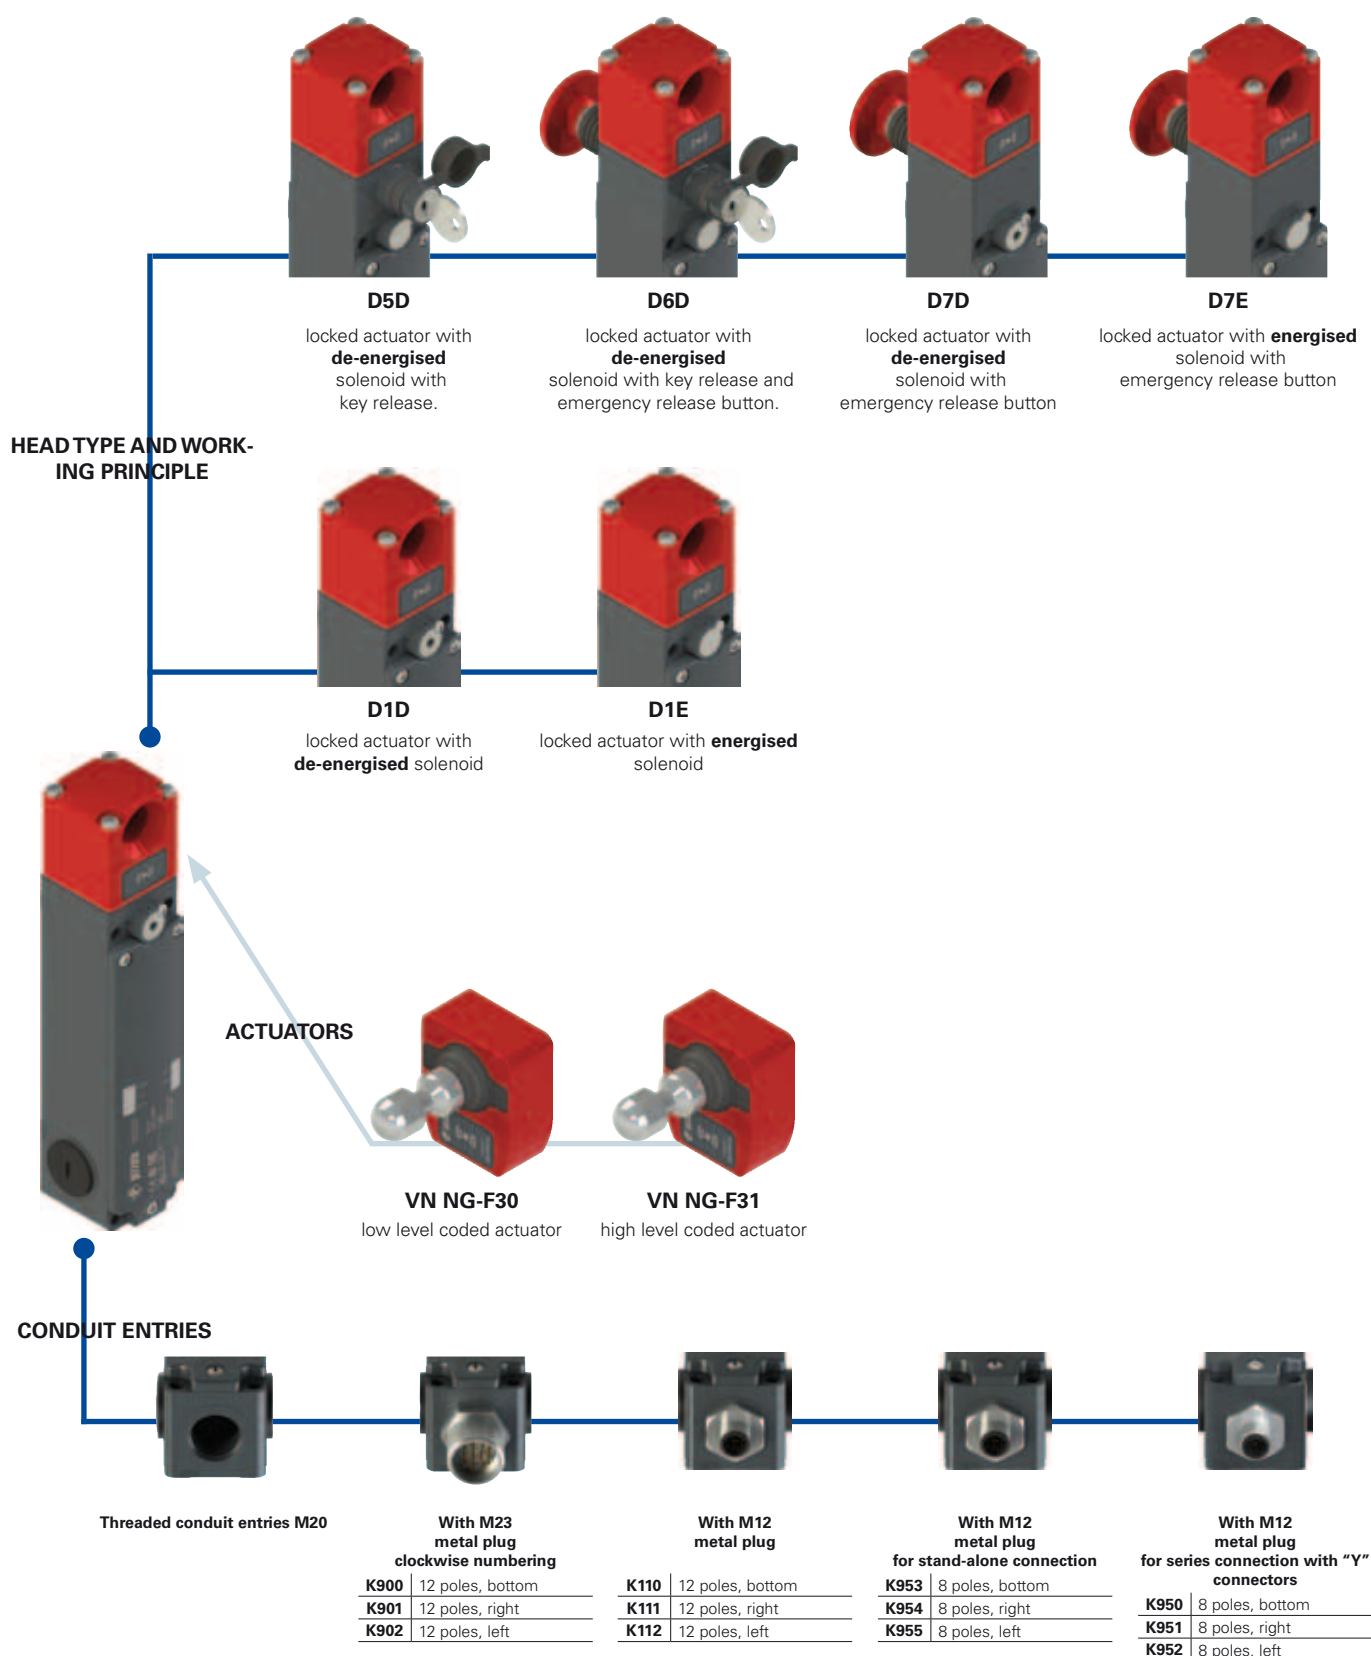 D5D
locked actuator with
de-energised
solenoid with
key release.
D6D
locked actuator with
de-energised
solenoid with key release and
emergency release button.
D7D
locked actuator with
de-energised
solenoid with
emergency release button
D7E
locked actuator with energised
solenoid with
emergency release button
HEAD TYPE AND WORK-
ING PRINCIPLE
D1D
locked actuator with
de-energised solenoid
D1E
locked actuator with energised
solenoid
ACTUATORS
VN NG-F30
low level coded actuator
VN NG-F31
high level coded actuator
CONDUIT ENTRIES
Threaded conduit entries M20
With M23
metal plug
clockwise numbering
K900 12 poles, bottom
K901 12 poles, right
K902 12 poles, left
With M12
metal plug
K110 12 poles, bottom
K111 12 poles, right
K112 12 poles, left
With M12
metal plug
for stand-alone connection
K953 8 poles, bottom
K954 8 poles, right
K955 8 poles, left
With M12
metal plug
for series connection with “Y”
connectors
K950 8 poles, bottom
K951 8 poles, right
K952 8 poles, left